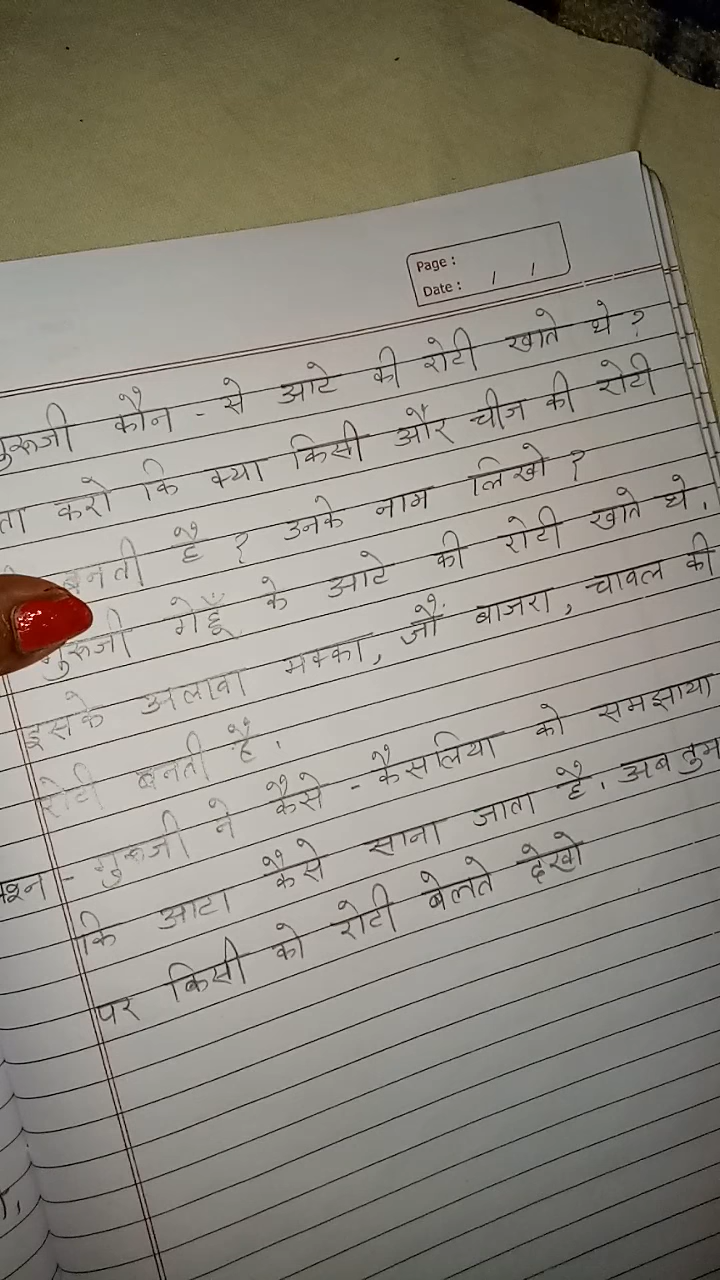 Page :
Date : / /
गुरुजी कौन - से आटे की रोटी खाते थे ?
ता करो कि क्या किसी और चीज की रोटी
बनती है ? उनके नाम लिखो ?
गुरुजी गेहूँ के आटे की रोटी खाते थे .
इसके अलावा मक्का, जौं बाजरा, चावल की
रोटी बनती है .
प्रश्न - गुरुजी ने कैसे - कैसलिया को समझाया
कि आटा कैसे साना जाता है . अब तुम
पर किसी को रोटी बेलते देखो